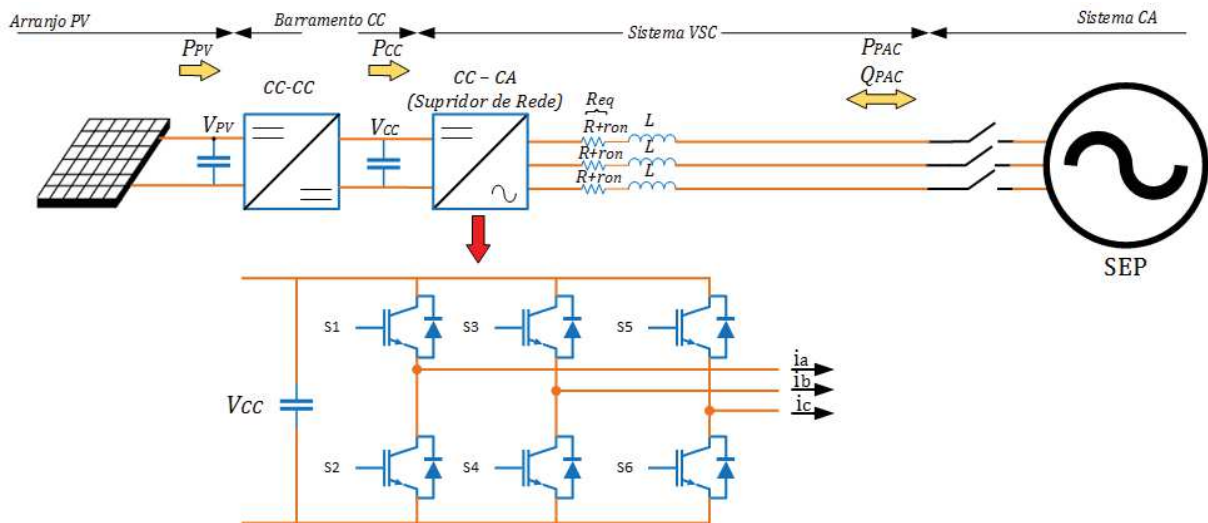 Arranjo PV
Barramento CC
Sistema VSC
Sistema CA
PPV
PCC
PPAC
QPAC
CC-CC
CC – CA
(Supridor de Rede)
Req
VPV
VCC
R+ron
L
R+ron
L
R+ron
L
SEP
S1
S3
S5
ia
ib
ic
VCC
S2
S4
S6